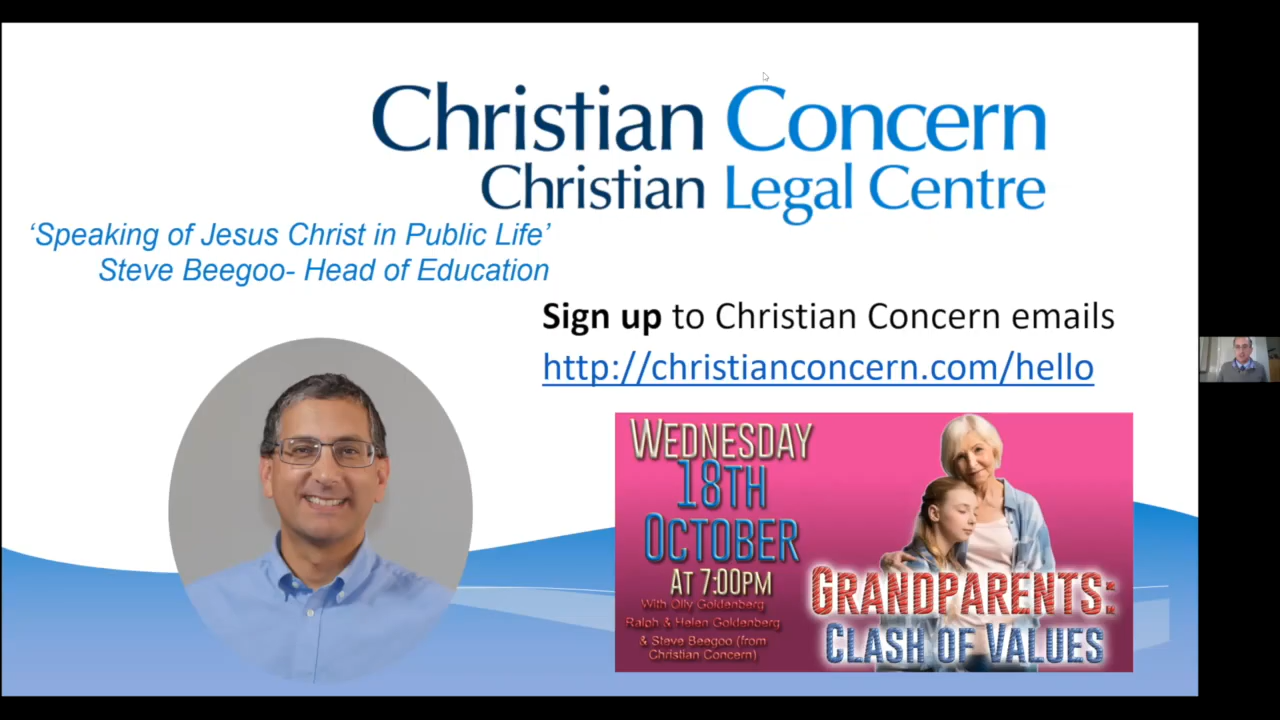 Christian Concern
Christian Legal Centre
‘Speaking of Jesus Christ in Public Life’
Steve Beegoo- Head of Education
Sign up to Christian Concern emails
http://christianconcern.com/hello
WEDNESDAY
18TH
OCTOBER
AT 7:00PM
With Olly Goldenberg
Ralph & Helen Goldenberg
& Steve Beegoo (from
Christian Concern)
GRANDPARENTS:
CLASH OF VALUES